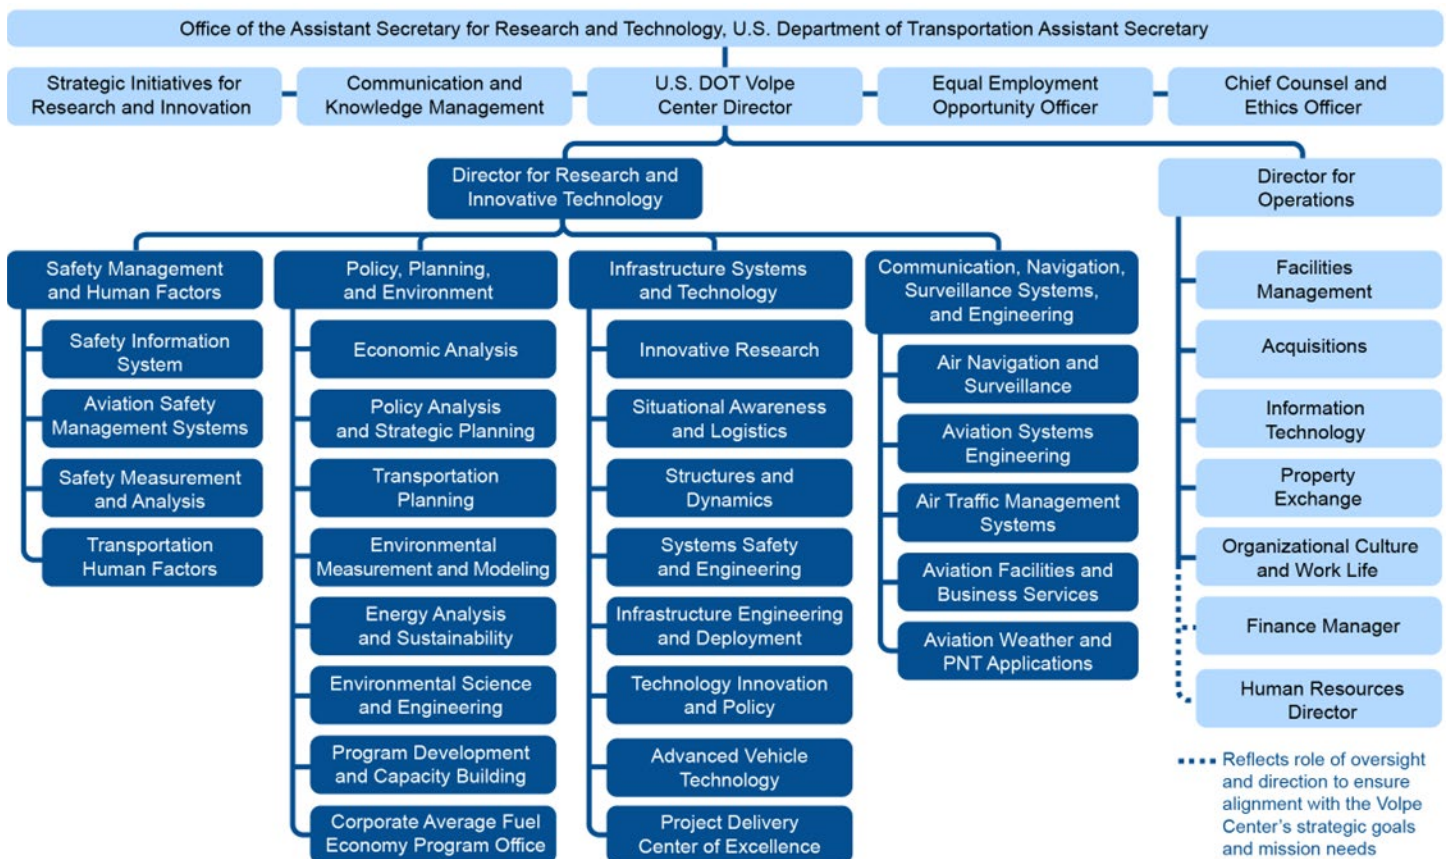 Office of the Assistant Secretary for Research and Technology, U.S. Department of Transportation Assistant Secretary
Strategic Initiatives for
Research and Innovation
Communication and
Knowledge Management
U.S. DOT Volpe
Center Director
Equal Employment
Opportunity Officer
Chief Counsel and
Ethics Officer
Director for Research and
Innovative Technology
Director for
Operations
Safety Management
and Human Factors
Safety Information
System
Aviation Safety
Management Systems
Safety Measurement
and Analysis
Transportation
Human Factors
Policy, Planning,
and Environment
Economic Analysis
Policy Analysis
and Strategic Planning
Transportation
Planning
Environmental
Measurement and Modeling
Energy Analysis
and Sustainability
Environmental Science
and Engineering
Program Development
and Capacity Building
Corporate Average Fuel
Economy Program Office
Infrastructure Systems
and Technology
Innovative Research
Situational Awareness
and Logistics
Structures and
Dynamics
Systems Safety
and Engineering
Infrastructure Engineering
and Deployment
Technology Innovation
and Policy
Advanced Vehicle
Technology
Project Delivery
Center of Excellence
Communication, Navigation,
Surveillance Systems,
and Engineering
Air Navigation and
Surveillance
Aviation Systems
Engineering
Air Traffic Management
Systems
Aviation Facilities and
Business Services
Aviation Weather and
PNT Applications
Facilities
Management
Acquisitions
Information
Technology
Property
Exchange
Organizational Culture
and Work Life
Finance Manager
Human Resources
Director
Reflects role of oversight
and direction to ensure
alignment with the Volpe
Center's strategic goals
and mission needs